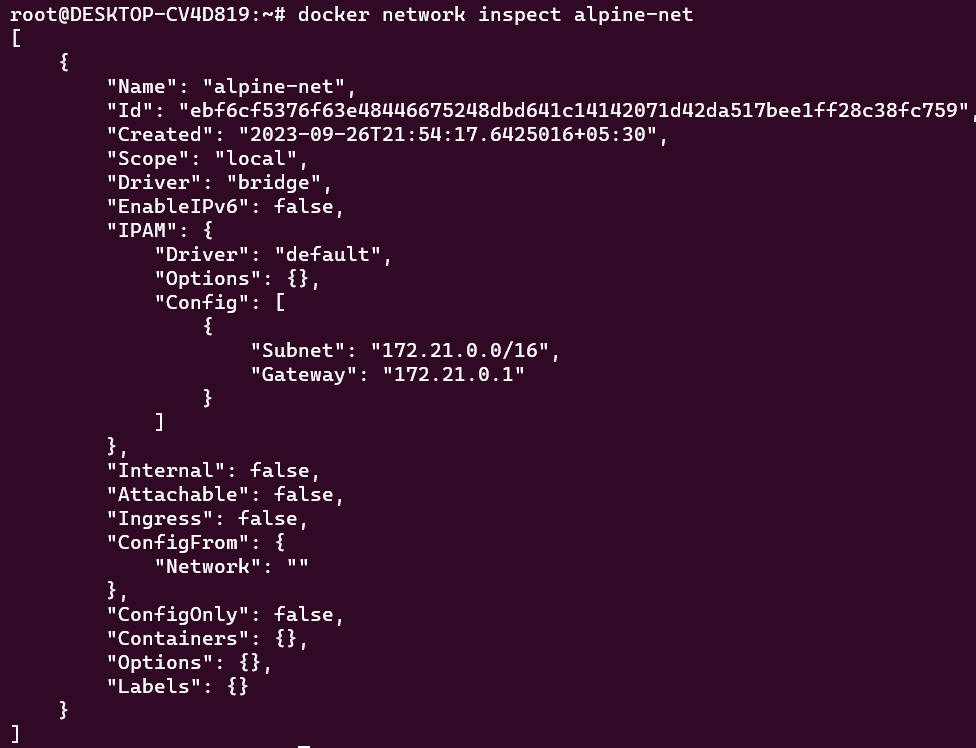 root@DESKTOP-CV4D819:~# docker network inspect alpine-net
[
    {
        "Name": "alpine-net",
        "Id": "ebf6cf5376f63e48446675248dbd641c14142071d42da517bee1ff28c38fc759",
        "Created": "2023-09-26T21:54:17.6425016+05:30",
        "Scope": "local",
        "Driver": "bridge",
        "EnableIPv6": false,
        "IPAM": {
            "Driver": "default",
            "Options": {},
            "Config": [
                {
                    "Subnet": "172.21.0.0/16",
                    "Gateway": "172.21.0.1"
                }
            ]
        },
        "Internal": false,
        "Attachable": false,
        "Ingress": false,
        "ConfigFrom": {
            "Network": ""
        },
        "ConfigOnly": false,
        "Containers": {},
        "Options": {},
        "Labels": {}
    }
]